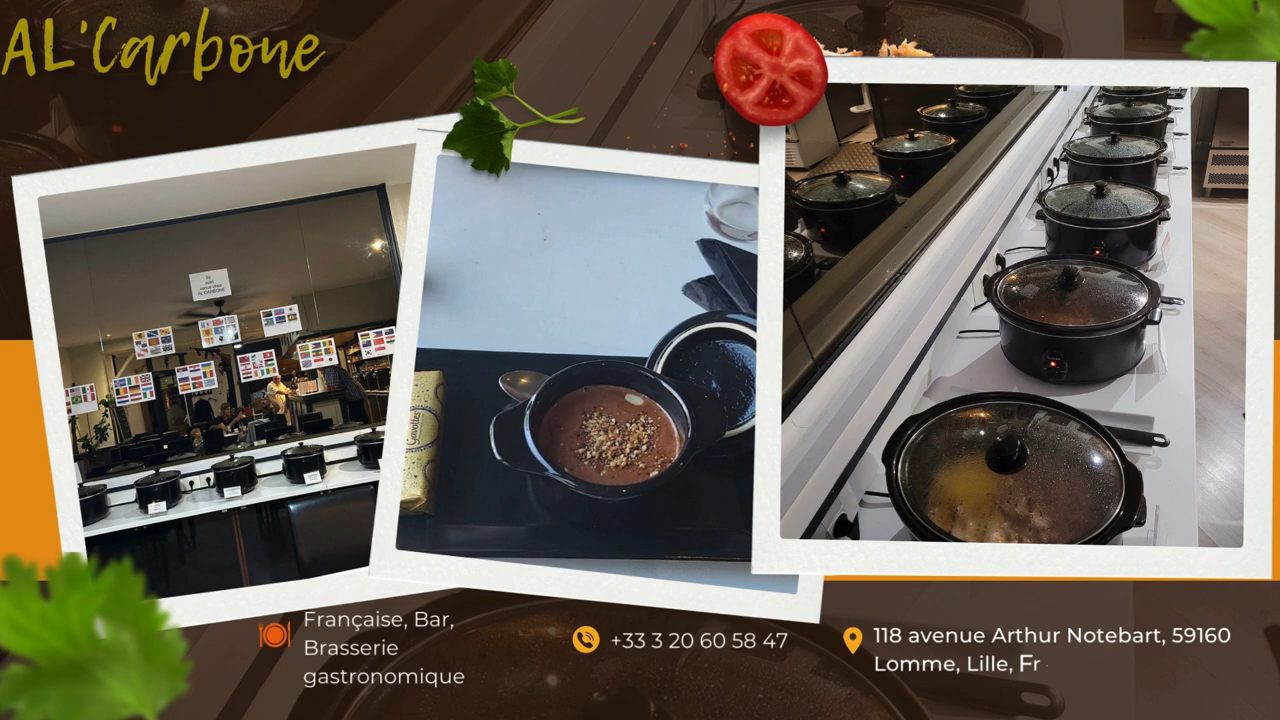 AL'Carbone
Gavottes
Française, Bar,
Brasserie
gastronomique
+33 3 20 60 58 47
118 avenue Arthur Notebart, 59160
Lomme, Lille, Fr